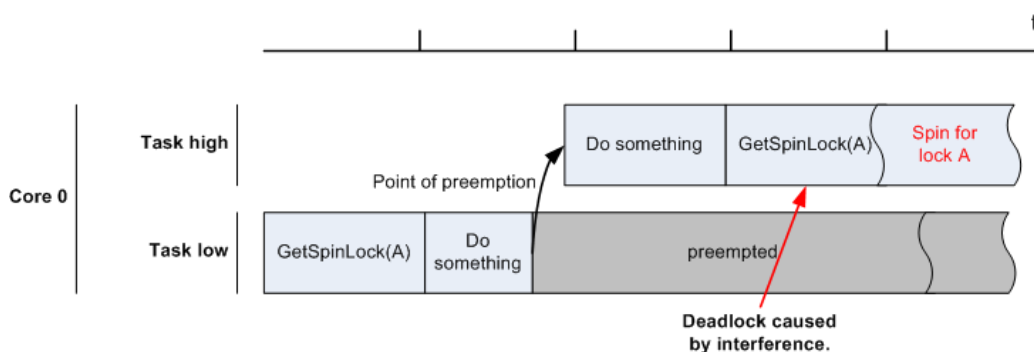 t
Task high
Do something
GetSpinLock(A)
Spin for
lock A
Point of preemption
Core 0
Task low
GetSpinLock(A)
Do
something
preempted
Deadlock caused
by interference.